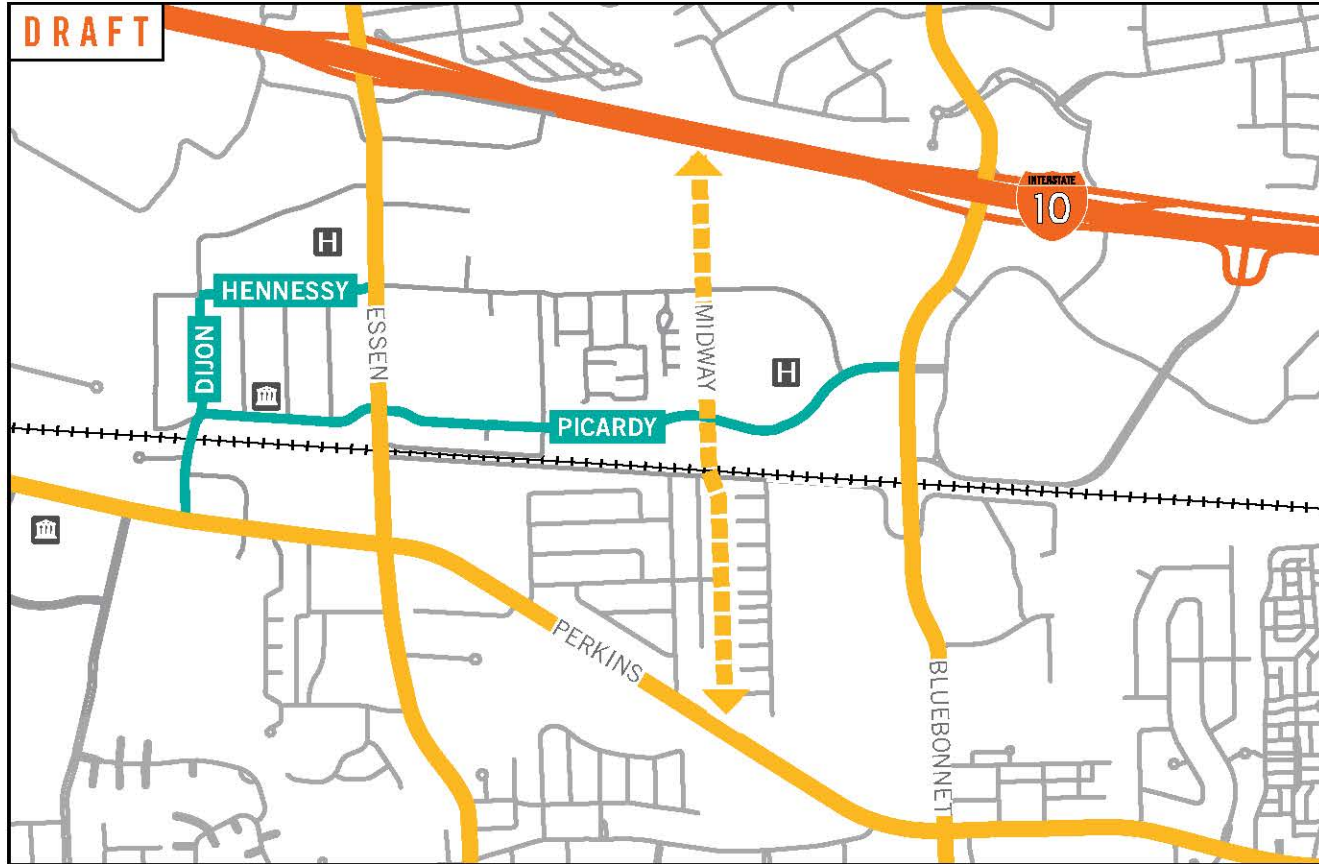 DRAFT
INTERSTATE
10
H
HENNESSY
ESSEN
MIDWAY
DIJON
H
PICARDY
PERKINS
BLUEBONNET